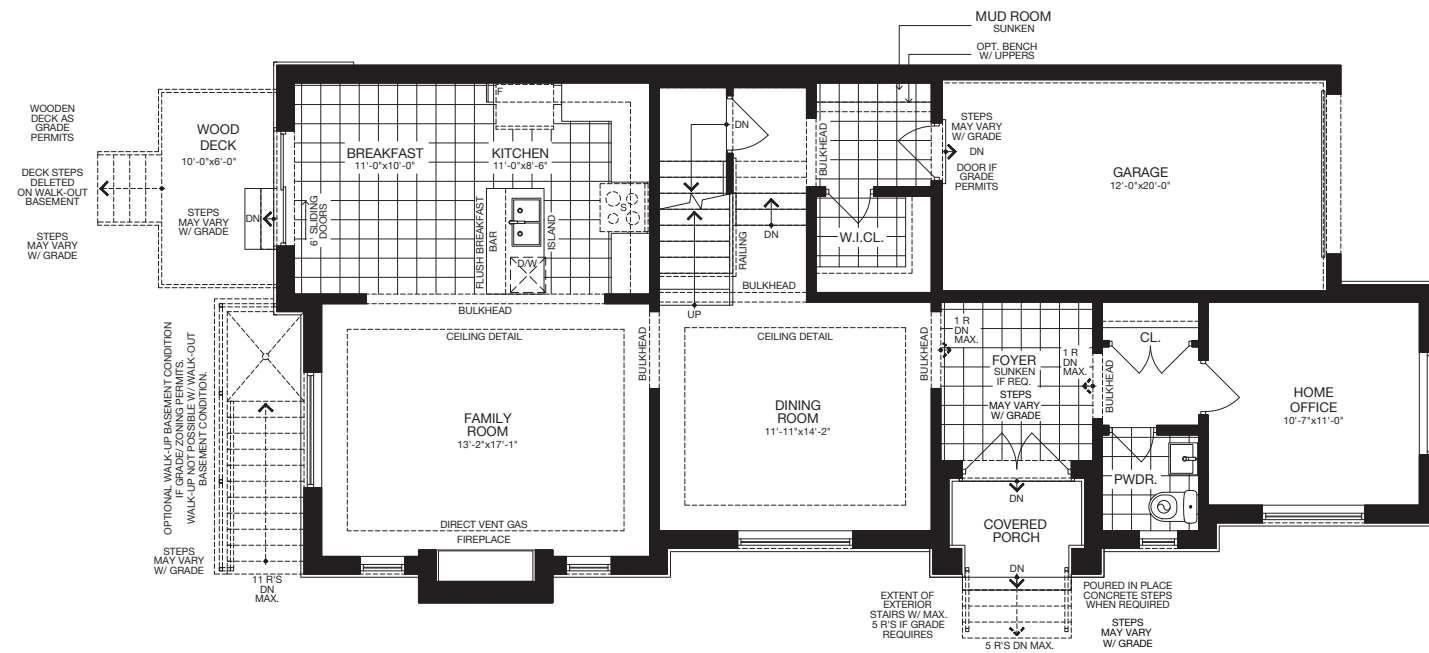 MUD ROOM
SUNKEN
OPT. BENCH
W/ UPPERS
WOODEN
DECK AS
GRADE
PERMITS
WOOD
DECK
10'-0"x6'-0"
DECK STEPS
DELETED
ON WALK-OUT
BASEMENT
STEPS
MAY VARY
W/ GRADE
STEPS
MAY VARY
W/ GRADE
DN
6' SLIDING
DOORS
BREAKFAST
11'-0"x10'-0"
KITCHEN
11'-0"x8'-6"
F
S
FLUSH BREAKFAST
BAR
ISLAND
D/W
DN
RAILING
DN
BULKHEAD
UP
BULKHEAD
W.I.CL.
STEPS
MAY VARY
W/ GRADE
DN
DOOR IF
GRADE
PERMITS
GARAGE
12'-0"x20'-0"
OPTIONAL WALK-UP BASEMENT CONDITION
IF GRADE/ ZONING PERMITS.
WALK-UP NOT POSSIBLE W/ WALK-OUT
BASEMENT CONDITION.
STEPS
MAY VARY
W/ GRADE
11 R'S
DN
MAX.
BULKHEAD
CEILING DETAIL
FAMILY
ROOM
13'-2"x17'-1"
DIRECT VENT GAS
FIREPLACE
BULKHEAD
CEILING DETAIL
DINING
ROOM
11'-11"x14'-2"
BULKHEAD
1 R
DN
MAX.
FOYER
SUNKEN
IF REQ.
STEPS
MAY VARY
W/ GRADE
1 R
DN
MAX.
BULKHEAD
CL.
HOME
OFFICE
10'-7"x11'-0"
PWDR.
DN
COVERED
PORCH
DN
EXTENT OF
EXTERIOR
STAIRS W/ MAX.
5 R'S IF GRADE
REQUIRES
5 R'S DN MAX.
POURED IN PLACE
CONCRETE STEPS
WHEN REQUIRED
STEPS
MAY VARY
W/ GRADE